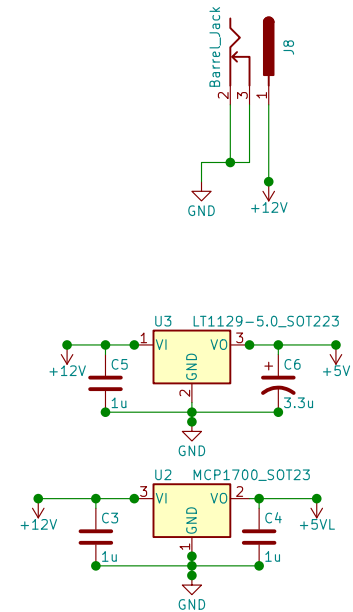 Barrel_Jack
J8
2
3
1
GND
+12V
U3 LT1129-5.0_SOT223
1 VI VO 3
GND
2
+12V
C5
1u
C6
3.3u
+5V
GND
U2 MCP1700_SOT23
3 VI VO 2
GND
1
+12V
C3
1u
C4
1u
+5VL
GND